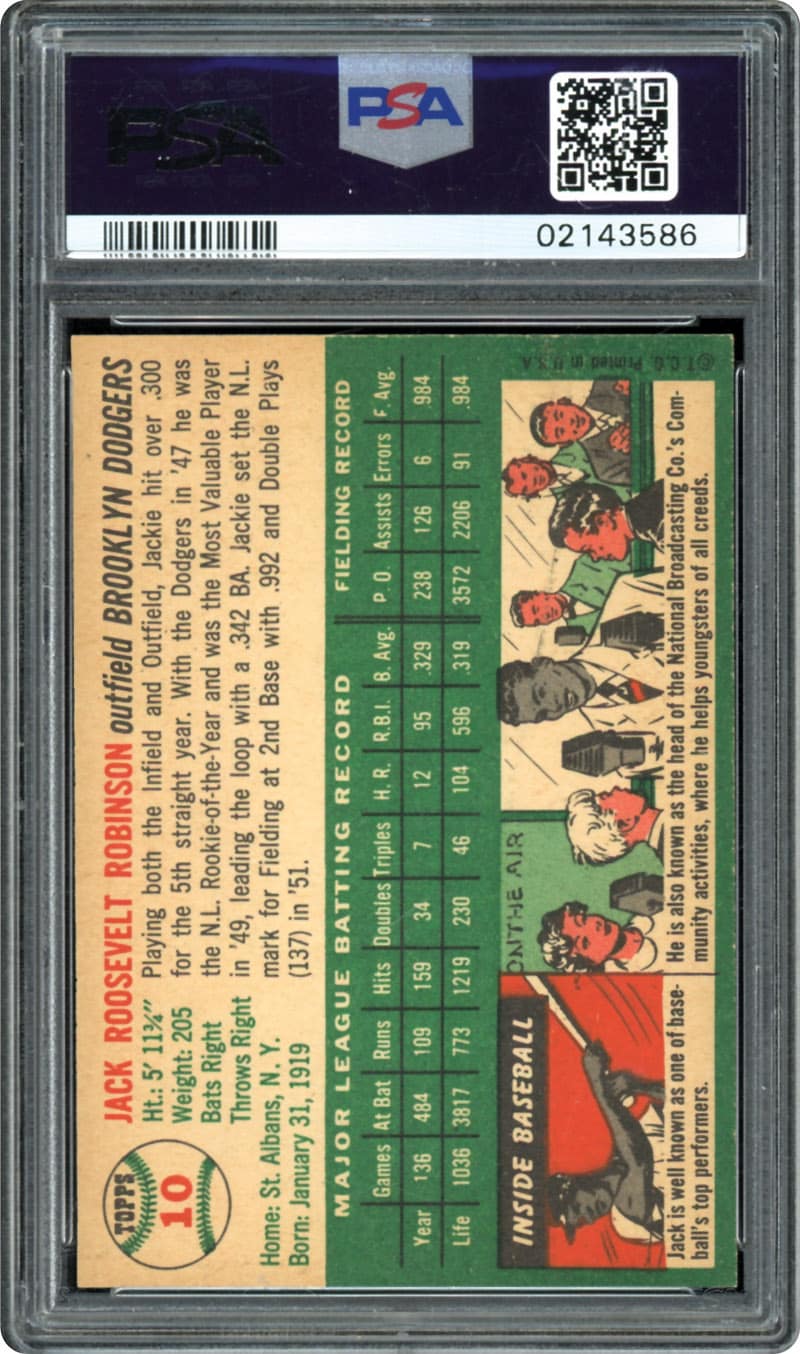 PSA
PSA
02143586
TOPPS
10
JACK ROOSEVELT ROBINSON outfield BROOKLYN DODGERS
Ht.: 5' 11¾"
Weight: 205
Bats Right
Throws Right
Home: St. Albans, N. Y.
Born: January 31, 1919
Playing both the Infield and Outfield, Jackie hit over .300
for the 5th straight year. With the Dodgers in '47 he was
the N.L. Rookie-of-the-Year and was the Most Valuable Player
in '49, leading the loop with a .342 BA. Jackie set the N.L.
mark for Fielding at 2nd Base with .992 and Double Plays
(137) in '51.
MAJOR LEAGUE BATTING RECORD FIELDING RECORD
Games At Bat Runs Hits Doubles Triples H. R. R.B.I. B. Avg. P. O. Assists Errors F. Avg.
Year 136 484 109 159 34 7 12 95 .329 238 126 6 .984
Life 1036 3817 773 1219 230 46 104 596 .319 3572 2206 91 .984
INSIDE BASEBALL
ON THE AIR
Jack is well known as one of base-
ball's top performers.
He is also known as the head of the National Broadcasting Co.'s Com-
munity activities, where he helps youngsters of all creeds.
© T. C. G. Printed in U. S. A.